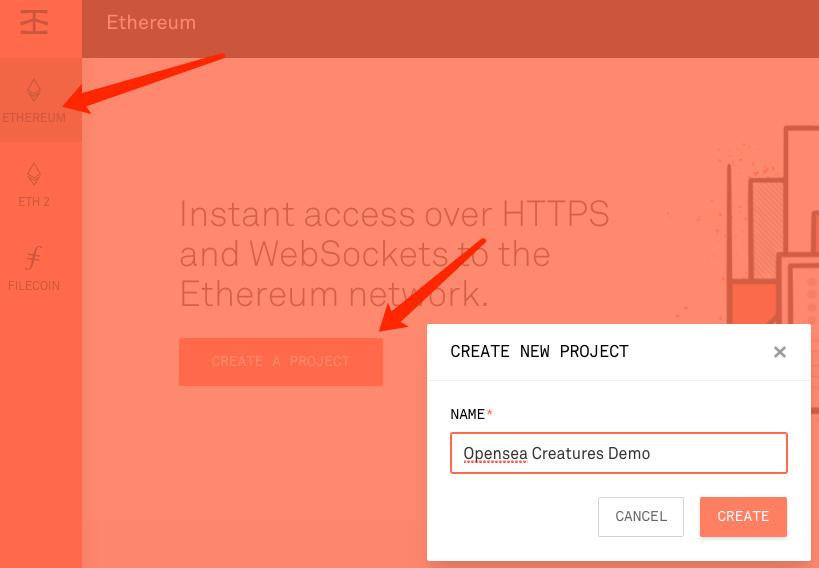 Ethereum
ETHEREUM
ETH 2
FILECOIN
Instant access over HTTPS
and WebSockets to the
Ethereum network.
CREATE A PROJECT
CREATE NEW PROJECT
NAME*
Opensea Creatures Demo
CANCEL
CREATE